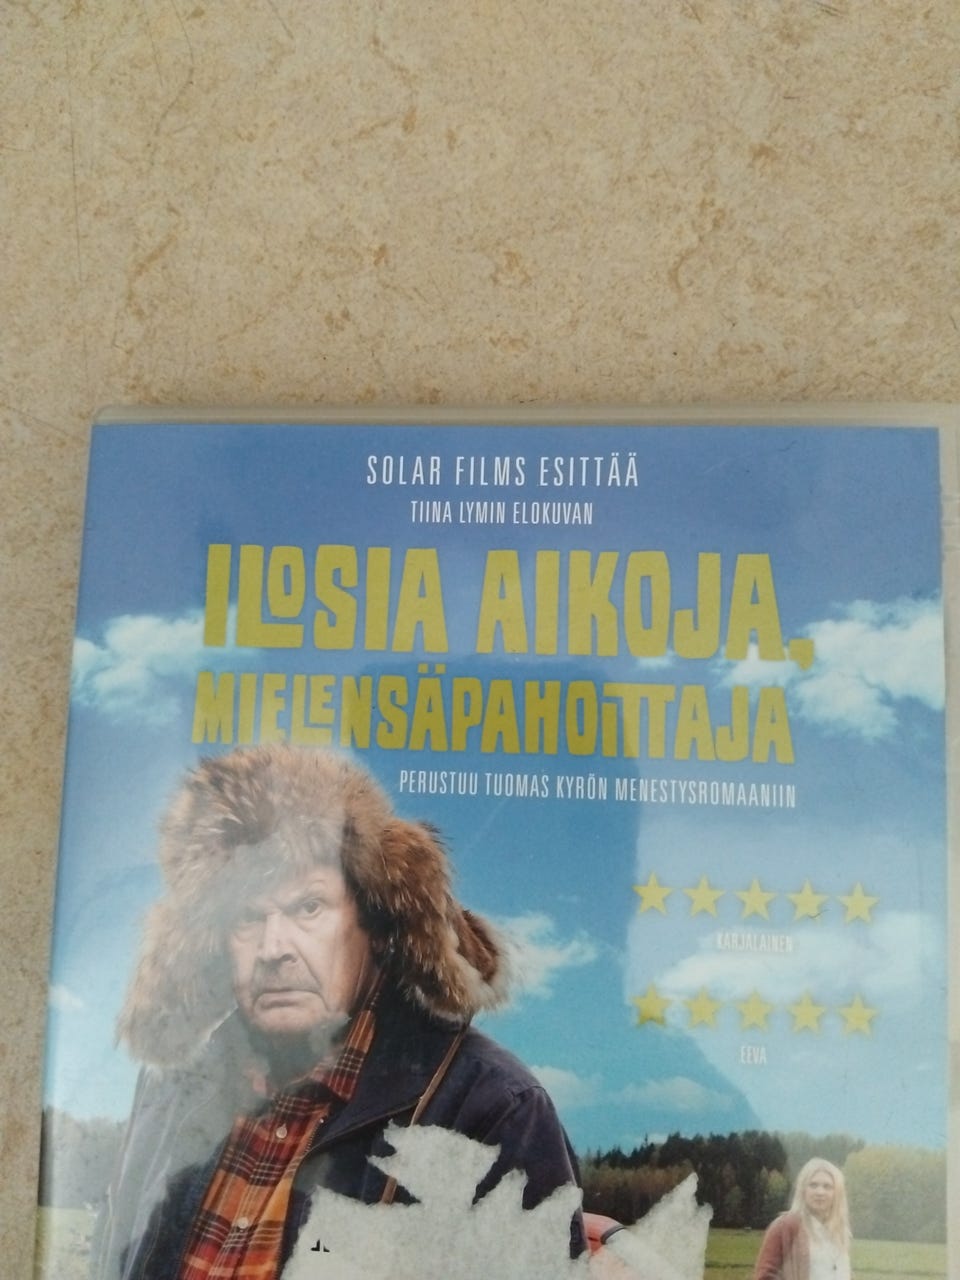 SOLAR FILMS ESITTÄÄ
TIINA LYMIN ELOKUVAN
ILOSIA AIKOJA,
MIELENSÄPAHOITTAJA
PERUSTUU TUOMAS KYRÖN MENESTYSROMAANIIN
KARJALAINEN
EEVA